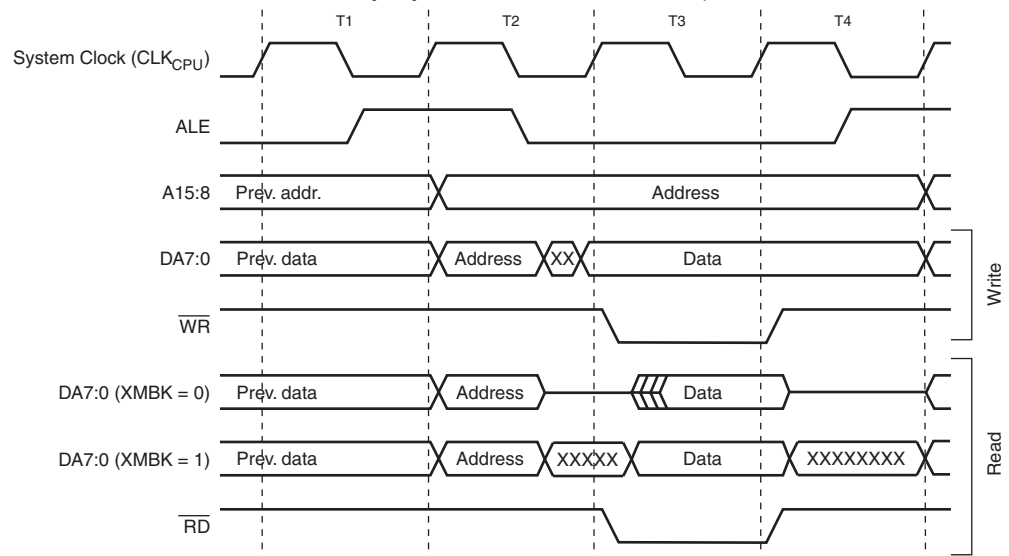 T1 T2 T3 T4
System Clock (CLKCPU)
ALE
A15:8 Prev. addr. Address
DA7:0 Prev. data Address XX Data
WR
Write
DA7:0 (XMBK = 0) Prev. data Address Data
DA7:0 (XMBK = 1) Prev. data Address XXXXX Data XXXXXXXX
RD
Read